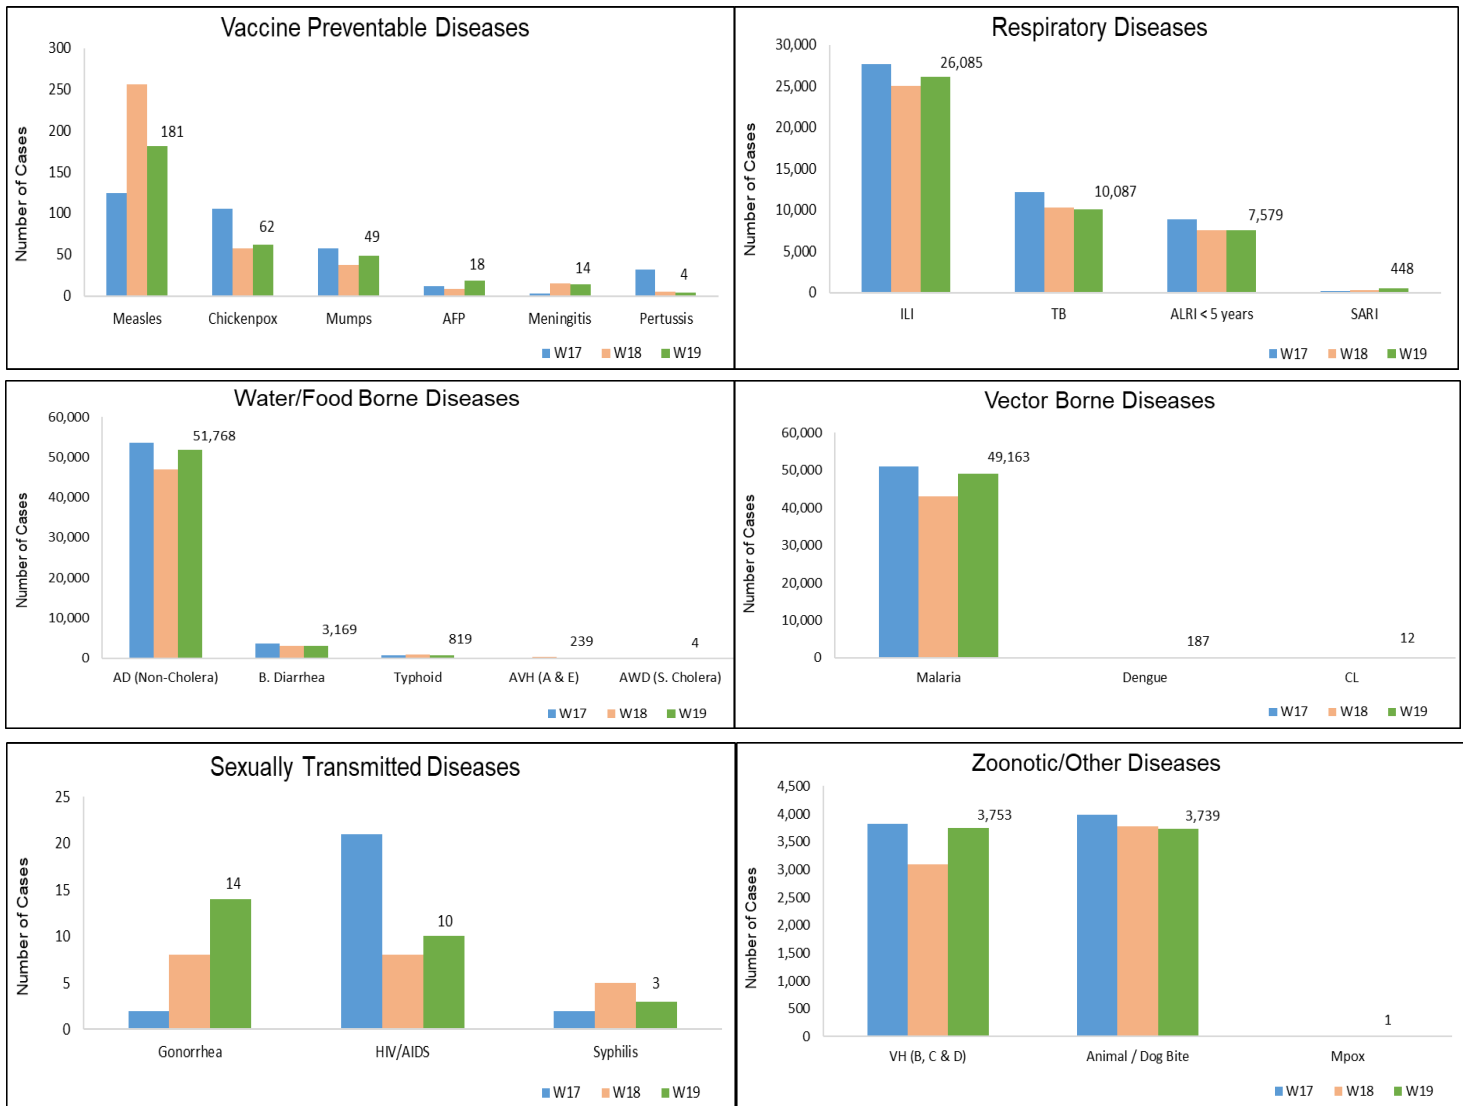 Vaccine Preventable Diseases
Number of Cases
300
250
200
150
100
50
0
181
62
49
18
14
4
Measles Chickenpox Mumps AFP Meningitis Pertussis
W17 W18 W19
Respiratory Diseases
Number of Cases
30,000
25,000
20,000
15,000
10,000
5,000
0
26,085
10,087
7,579
448
ILI TB ALRI < 5 years SARI
W17 W18 W19
Water/Food Borne Diseases
Number of Cases
60,000
50,000
40,000
30,000
20,000
10,000
0
51,768
3,169
819
239
4
AD (Non-Cholera) B. Diarrhea Typhoid AVH (A & E) AWD (S. Cholera)
W17 W18 W19
Vector Borne Diseases
Number of Cases
60,000
50,000
40,000
30,000
20,000
10,000
0
49,163
187
12
Malaria Dengue CL
W17 W18 W19
Sexually Transmitted Diseases
Number of Cases
25
20
15
10
5
0
14
10
3
Gonorrhea HIV/AIDS Syphilis
W17 W18 W19
Zoonotic/Other Diseases
Number of Cases
4,500
4,000
3,500
3,000
2,500
2,000
1,500
1,000
500
0
3,753
3,739
1
VH (B, C & D) Animal / Dog Bite Mpox
W17 W18 W19